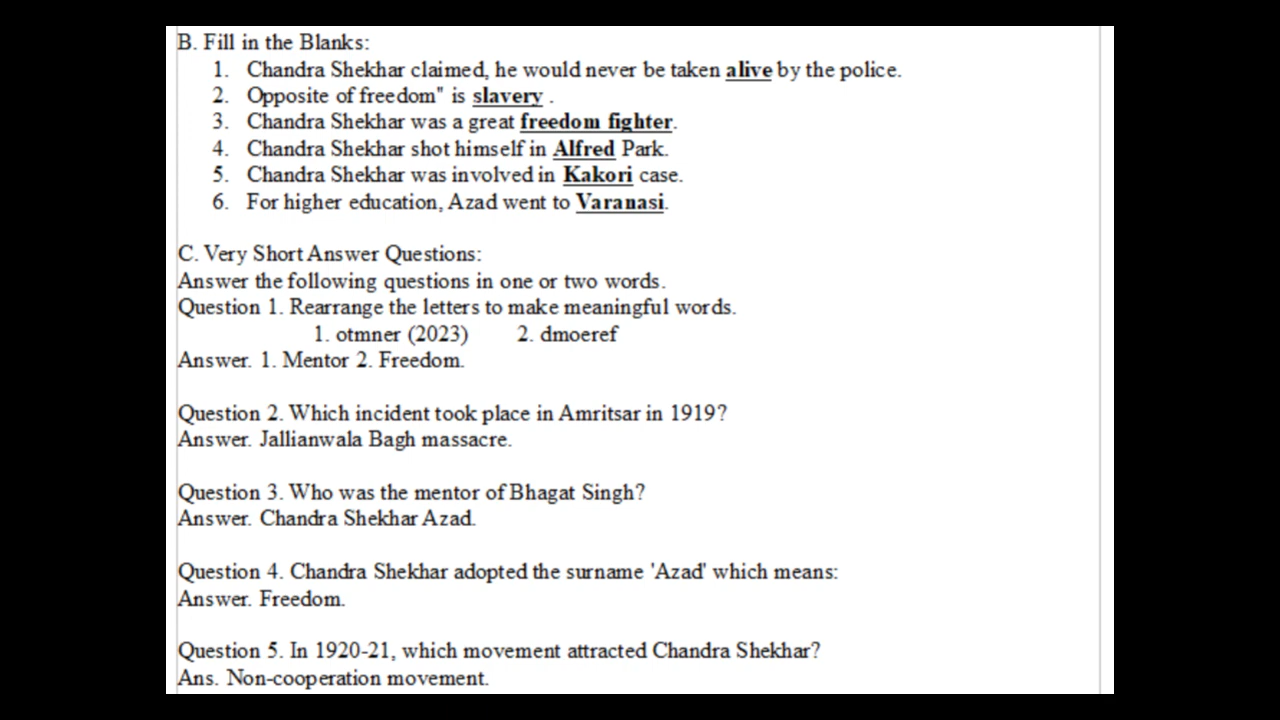 B. Fill in the Blanks:
1. Chandra Shekhar claimed, he would never be taken alive by the police.
2. Opposite of freedom" is slavery .
3. Chandra Shekhar was a great freedom fighter.
4. Chandra Shekhar shot himself in Alfred Park.
5. Chandra Shekhar was involved in Kakori case.
6. For higher education, Azad went to Varanasi.
C. Very Short Answer Questions:
Answer the following questions in one or two words.
Question 1. Rearrange the letters to make meaningful words.
1. otmner (2023) 2. dmoeref
Answer. 1. Mentor 2. Freedom.
Question 2. Which incident took place in Amritsar in 1919?
Answer. Jallianwala Bagh massacre.
Question 3. Who was the mentor of Bhagat Singh?
Answer. Chandra Shekhar Azad.
Question 4. Chandra Shekhar adopted the surname 'Azad' which means:
Answer. Freedom.
Question 5. In 1920-21, which movement attracted Chandra Shekhar?
Ans. Non-cooperation movement.